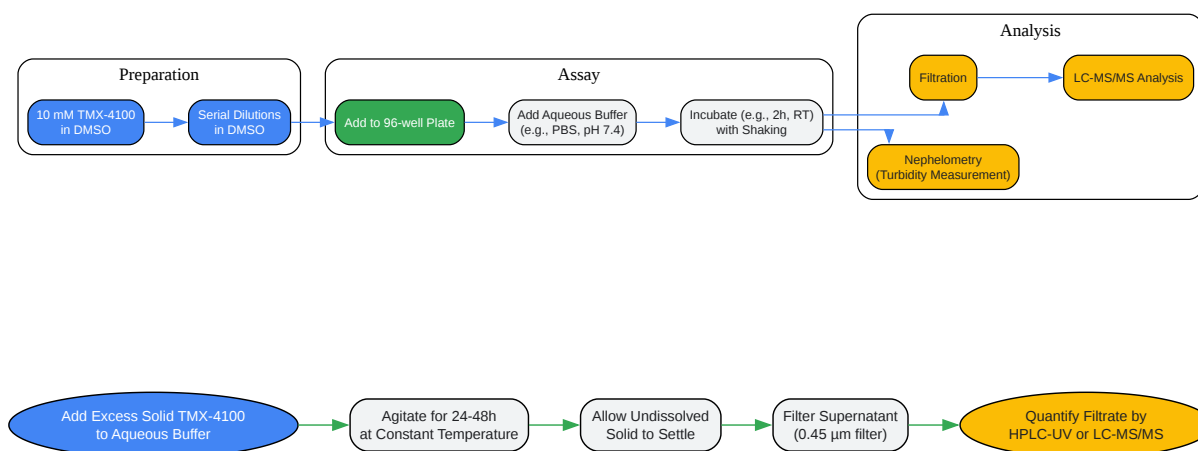 Preparation
10 mM TMX-4100
in DMSO
Serial Dilutions
in DMSO
Assay
Add to 96-well Plate
Add Aqueous Buffer
(e.g., PBS, pH 7.4)
Incubate (e.g., 2h, RT)
with Shaking
Analysis
Filtration
LC-MS/MS Analysis
Nephelometry
(Turbidity Measurement)
Add Excess Solid TMX-4100
to Aqueous Buffer
Agitate for 24-48h
at Constant Temperature
Allow Undissolved
Solid to Settle
Filter Supernatant
(0.45 µm filter)
Quantify Filtrate by
HPLC-UV or LC-MS/MS